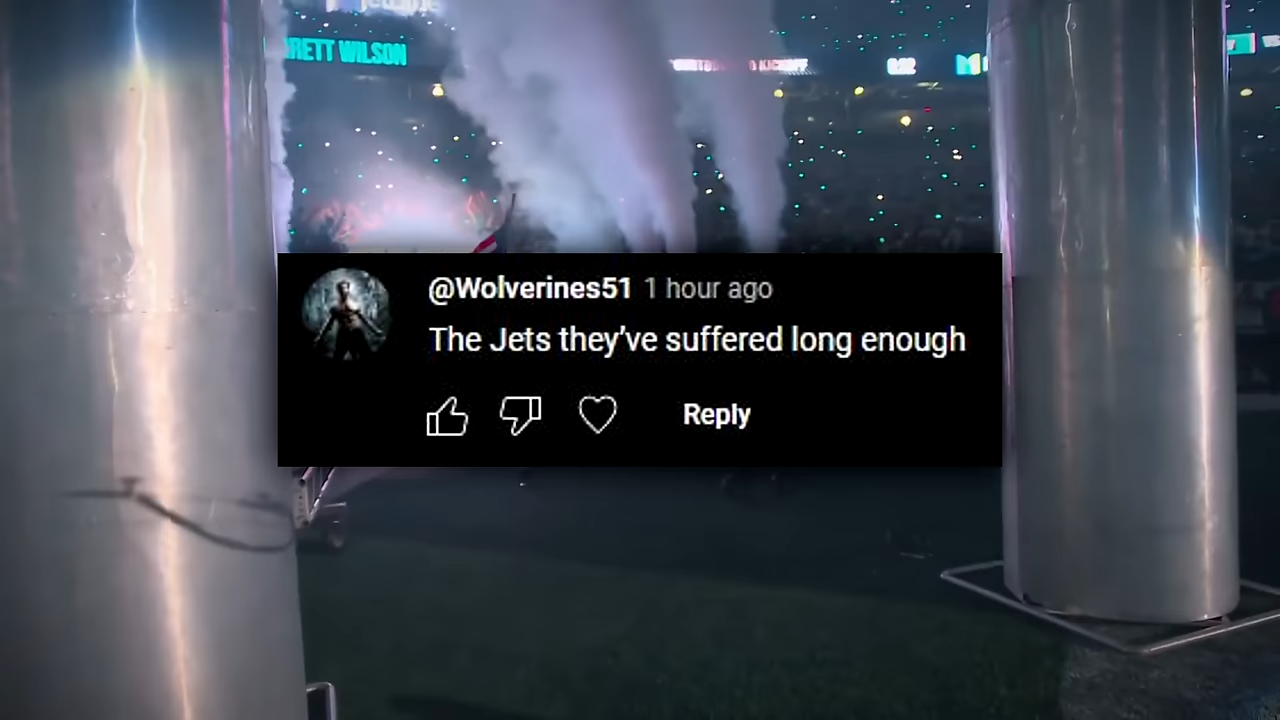 RETT WILSON
@Wolverines51 1 hour ago
The Jets they've suffered long enough
Reply